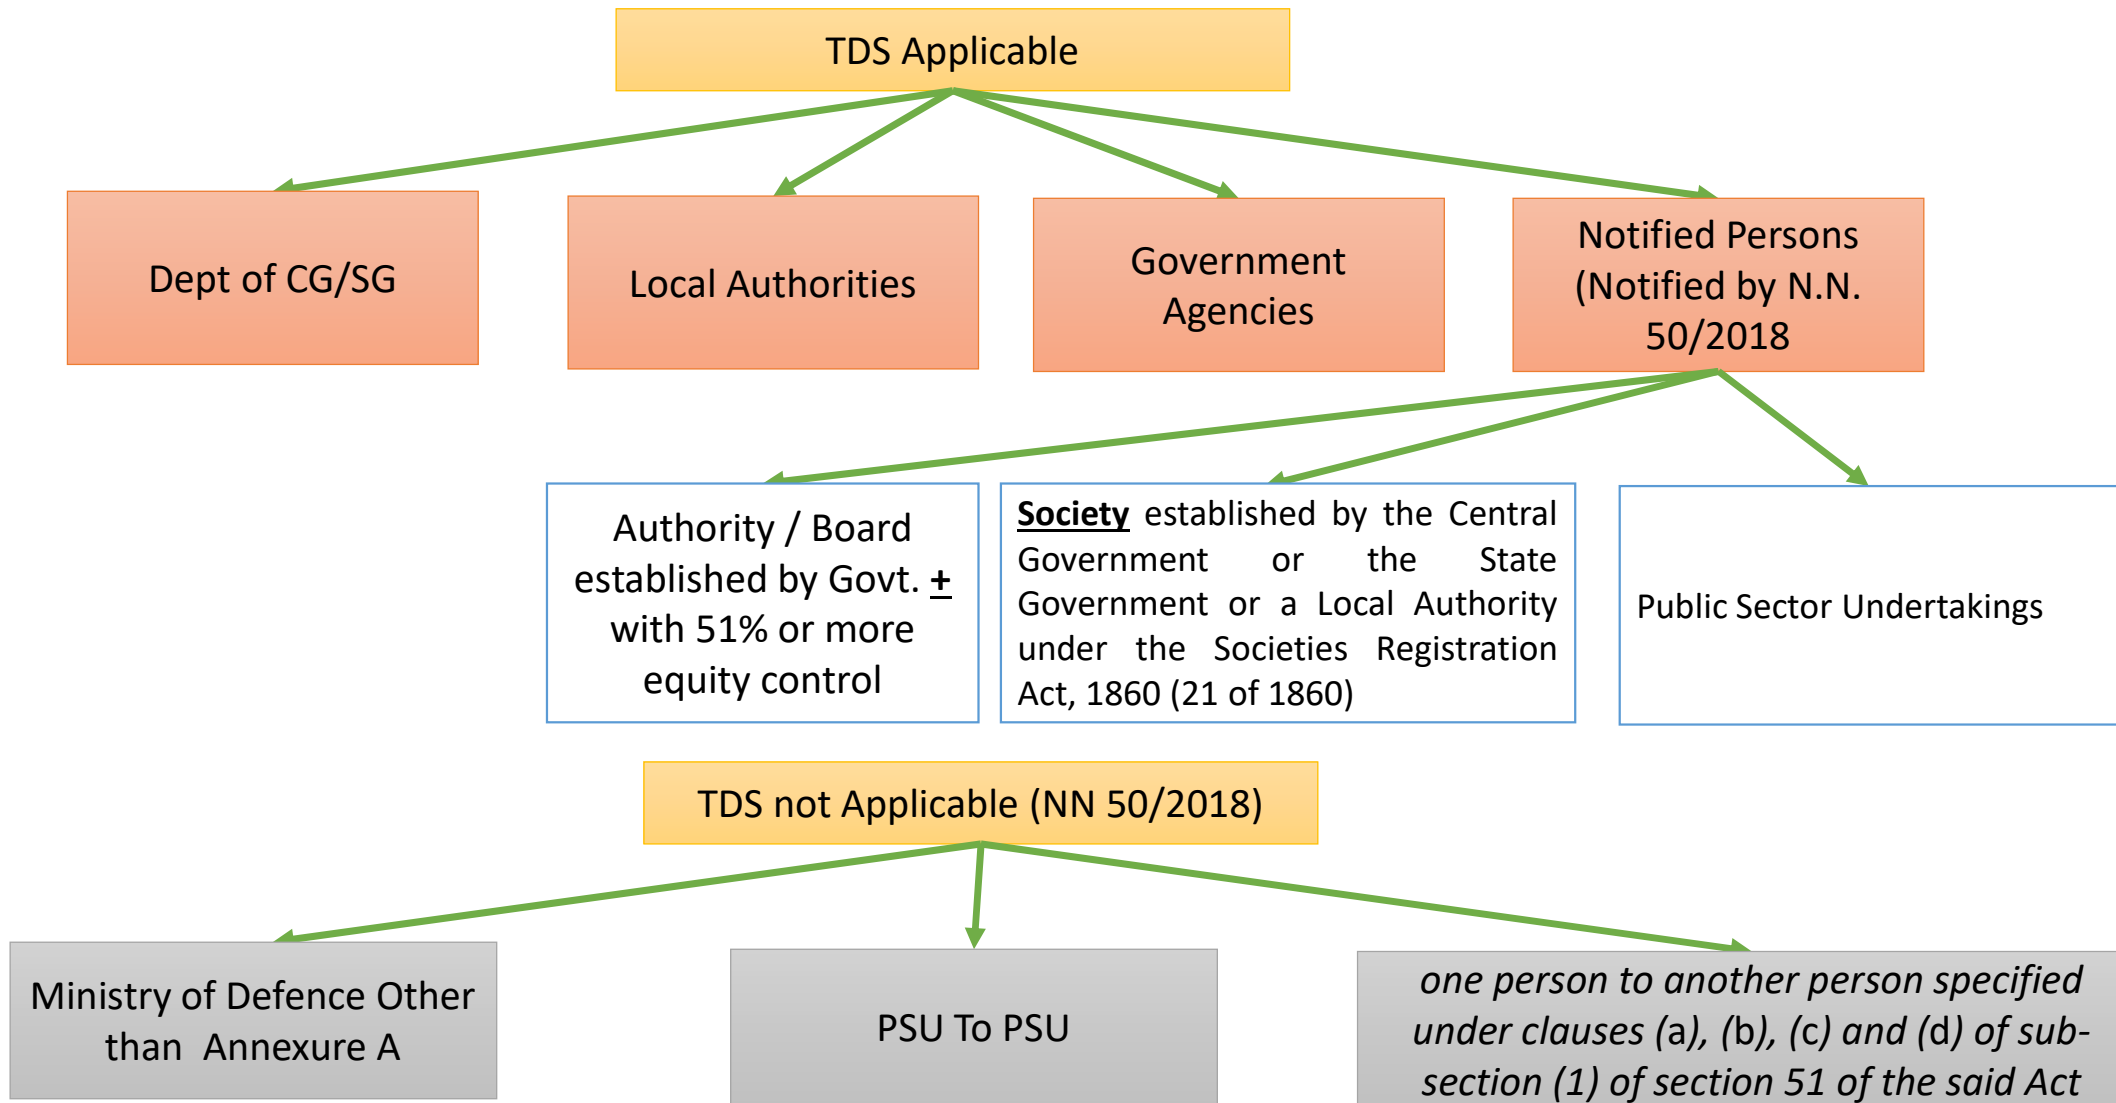 TDS Applicable
Dept of CG/SG
Local Authorities
Government
Agencies
Notified Persons
(Notified by N.N.
50/2018
Authority / Board
established by Govt. +
with 51% or more
equity control
Society established by the Central
Government or the State
Government or a Local Authority
under the Societies Registration
Act, 1860 (21 of 1860)
Public Sector Undertakings
TDS not Applicable (NN 50/2018)
Ministry of Defence Other
than Annexure A
PSU To PSU
one person to another person specified
under clauses (a), (b), (c) and (d) of sub-
section (1) of section 51 of the said Act